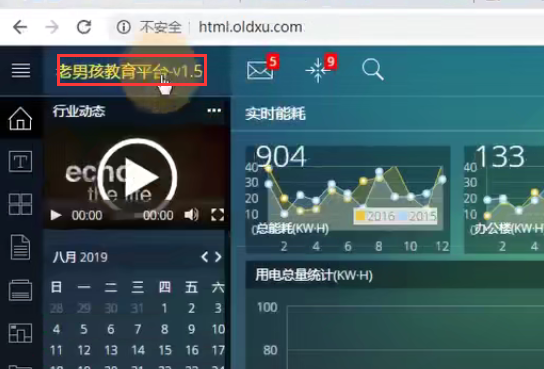 不安全 | html.oldxu.com
老男孩教育平台-v1.5
5
9
行业动态
echo
the life
00:00
00:00
八月 2019
日 一 二 三 四 五 六
28 29 30 31 1 2 3
4 5 6 7 8 9 10
11 12 13 14 15 16 17
实时能耗
904
40
30
20
10
0
2016 2015
总能耗(KW·H)
2 4 6 8 10 12
133
40
30
20
10
0
办公楼(KW·H)
2
用电总量统计(KW·H)
100
80